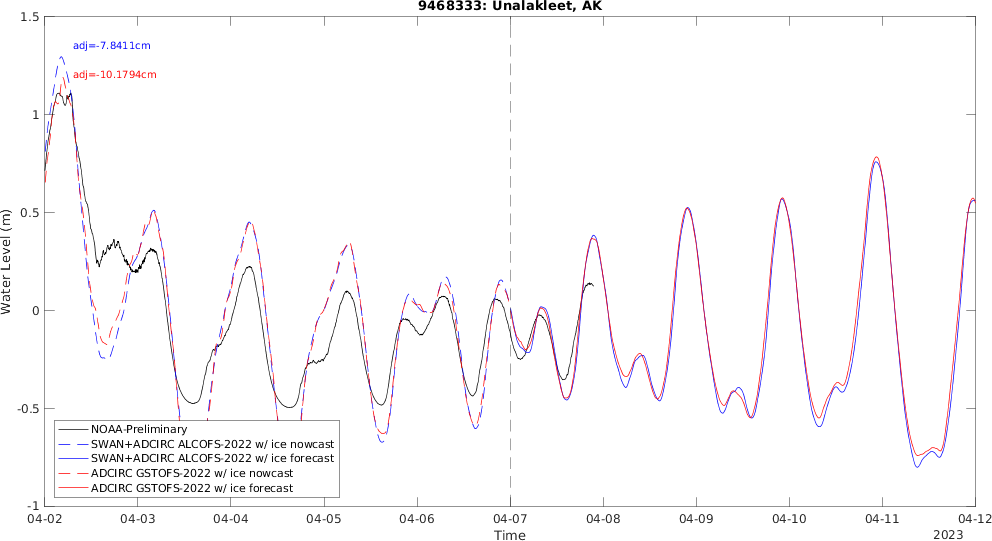 9468333: Unalakleet, AK
adj=-7.8411cm
adj=-10.1794cm
Water Level (m)
1.5
1
0.5
0
-0.5
-1
NOAA-Preliminary
SWAN+ADCIRC ALCOFS-2022 w/ ice nowcast
SWAN+ADCIRC ALCOFS-2022 w/ ice forecast
ADCIRC GSTOFS-2022 w/ ice nowcast
ADCIRC GSTOFS-2022 w/ ice forecast
04-02 04-03 04-04 04-05 04-06 04-07 04-08 04-09 04-10 04-11 04-12
Time
2023